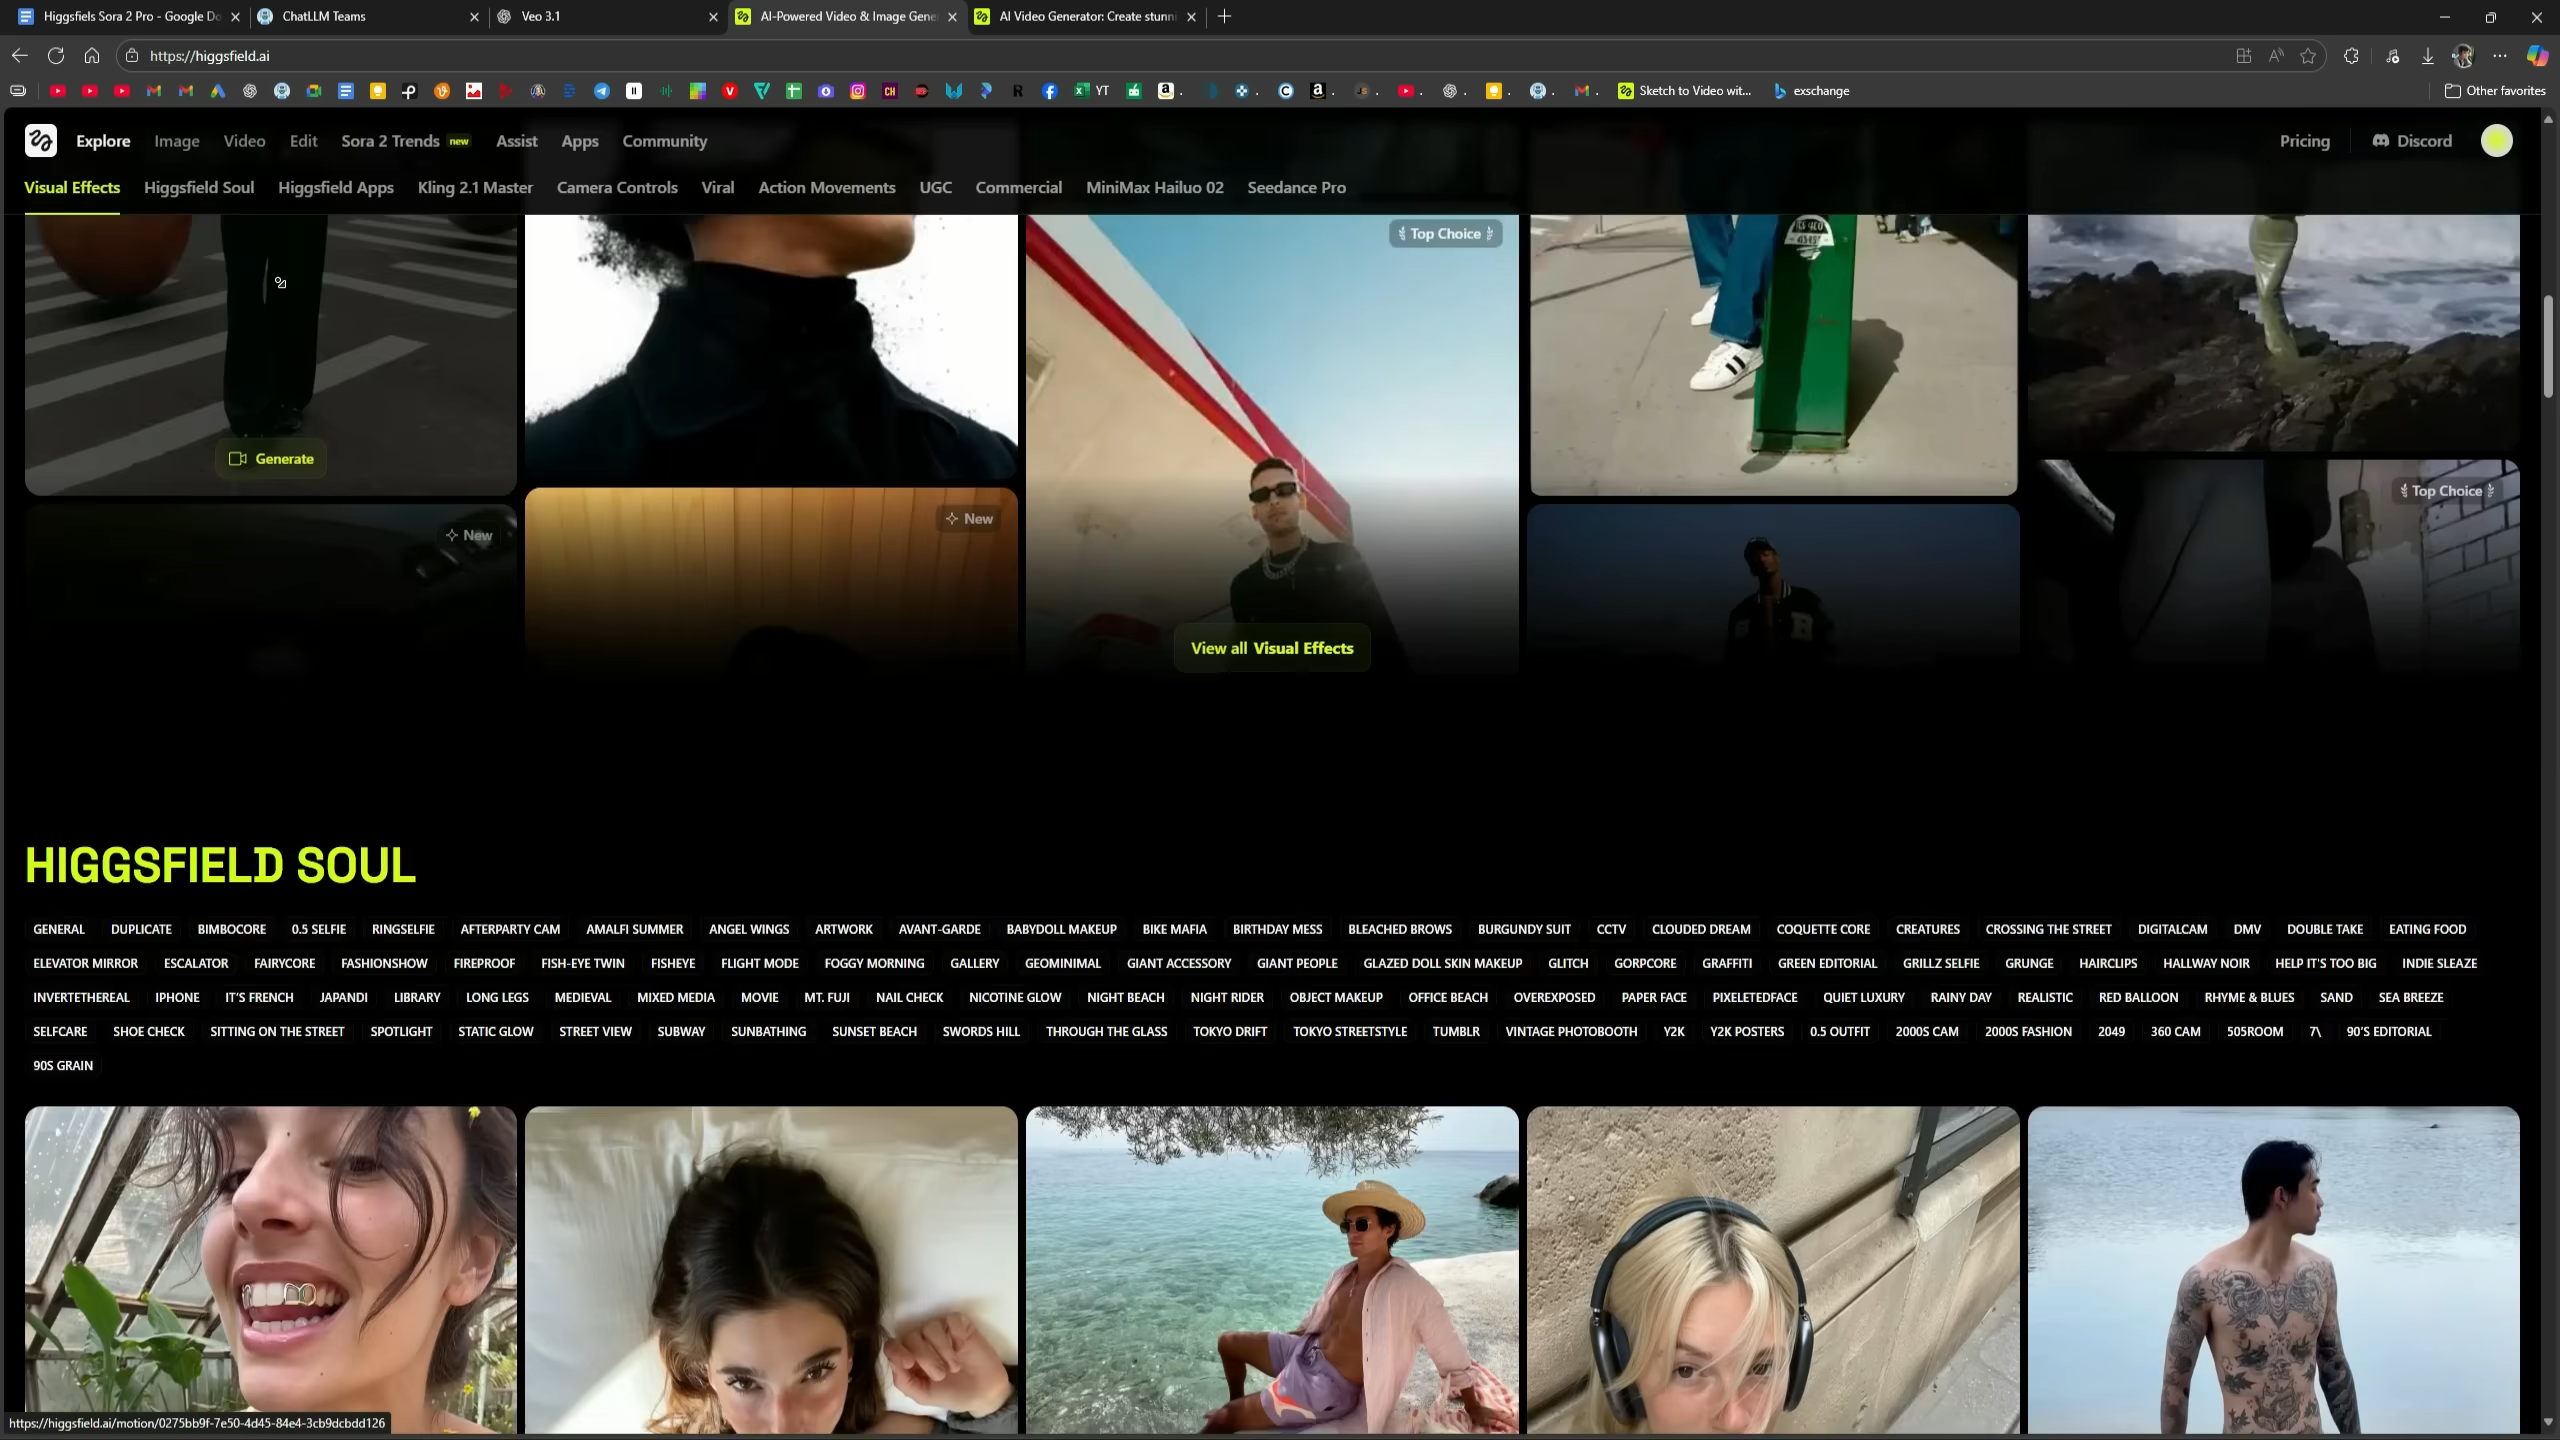 Higgsfiels Sora 2 Pro - Google Do
ChatLLM Teams
Veo 3.1
AI-Powered Video & Image Gene
AI Video Generator: Create stunni
https://higgsfield.ai
YT
Sketch to Video wit...
exschange
Other favorites
Explore Image Video Edit Sora 2 Trends new Assist Apps Community
Pricing Discord
Visual Effects Higgsfield Soul Higgsfield Apps Kling 2.1 Master Camera Controls Viral Action Movements UGC Commercial MiniMax Hailuo 02 Seedance Pro
Top Choice
Generate
Top Choice
New
New
View all Visual Effects
HIGGSFIELD SOUL
GENERAL DUPLICATE BIMBOCORE 0.5 SELFIE RINGSELFIE AFTERPARTY CAM AMALFI SUMMER ANGEL WINGS ARTWORK AVANT-GARDE BABYDOLL MAKEUP BIKE MAFIA BIRTHDAY MESS BLEACHED BROWS BURGUNDY SUIT CCTV CLOUDED DREAM COQUETTE CORE CREATURES CROSSING THE STREET DIGITALCAM DMV DOUBLE TAKE EATING FOOD
ELEVATOR MIRROR ESCALATOR FAIRYCORE FASHIONSHOW FIREPROOF FISH-EYE TWIN FISHEYE FLIGHT MODE FOGGY MORNING GALLERY GEOMINIMAL GIANT ACCESSORY GIANT PEOPLE GLAZED DOLL SKIN MAKEUP GLITCH GORPCORE GRAFFITI GREEN EDITORIAL GRILLZ SELFIE GRUNGE HAIRCLIPS HALLWAY NOIR HELP IT'S TOO BIG INDIE SLEAZE
INVERTETHEREAL IPHONE IT'S FRENCH JAPANDI LIBRARY LONG LEGS MEDIEVAL MIXED MEDIA MOVIE MT. FUJI NAIL CHECK NICOTINE GLOW NIGHT BEACH NIGHT RIDER OBJECT MAKEUP OFFICE BEACH OVEREXPOSED PAPER FACE PIXELETEDFACE QUIET LUXURY RAINY DAY REALISTIC RED BALLOON RHYME & BLUES SAND SEA BREEZE
SELFCARE SHOE CHECK SITTING ON THE STREET SPOTLIGHT STATIC GLOW STREET VIEW SUBWAY SUNBATHING SUNSET BEACH SWORDS HILL THROUGH THE GLASS TOKYO DRIFT TOKYO STREETSTYLE TUMBLR VINTAGE PHOTOBOOTH Y2K Y2K POSTERS 0.5 OUTFIT 2000S CAM 2000S FASHION 2049 360 CAM 505ROOM 7\ 90'S EDITORIAL
90S GRAIN
https://higgsfield.ai/motion/0275bb9f-7e50-4d45-84e4-3cb9dcbdd126